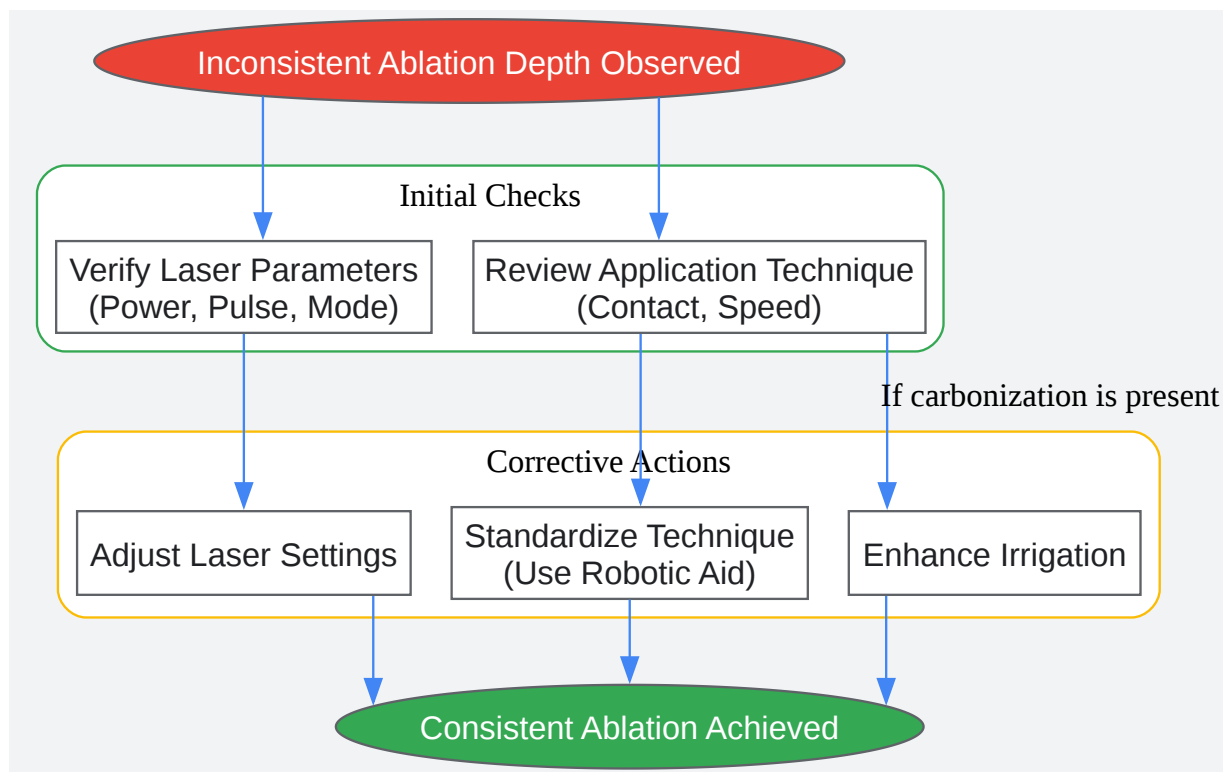 Inconsistent Ablation Depth Observed
Initial Checks
Verify Laser Parameters
(Power, Pulse, Mode)
Review Application Technique
(Contact, Speed)
If carbonization is present
Corrective Actions
Adjust Laser Settings
Standardize Technique
(Use Robotic Aid)
Enhance Irrigation
Consistent Ablation Achieved